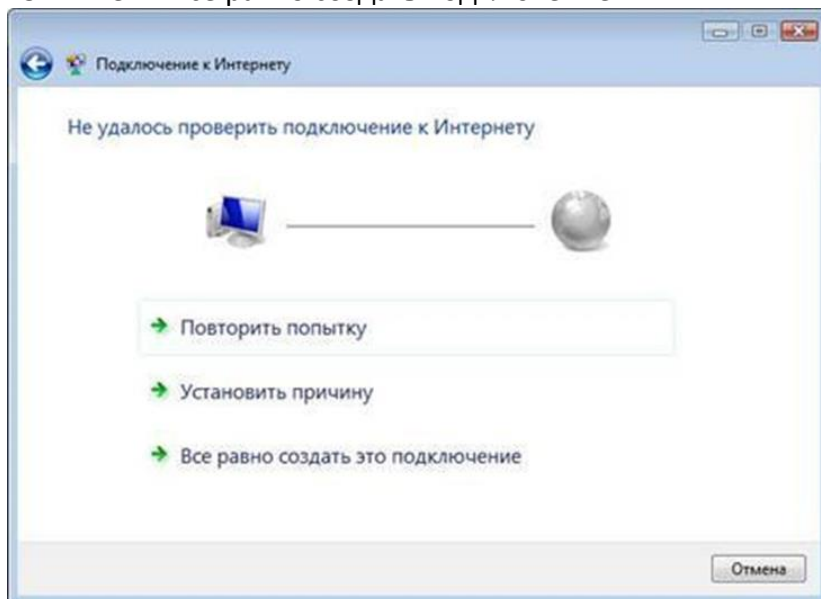 Подключение к Интернету
Не удалось проверить подключение к Интернету
Повторить попытку
Установить причину
Все равно создать это подключение
Отмена